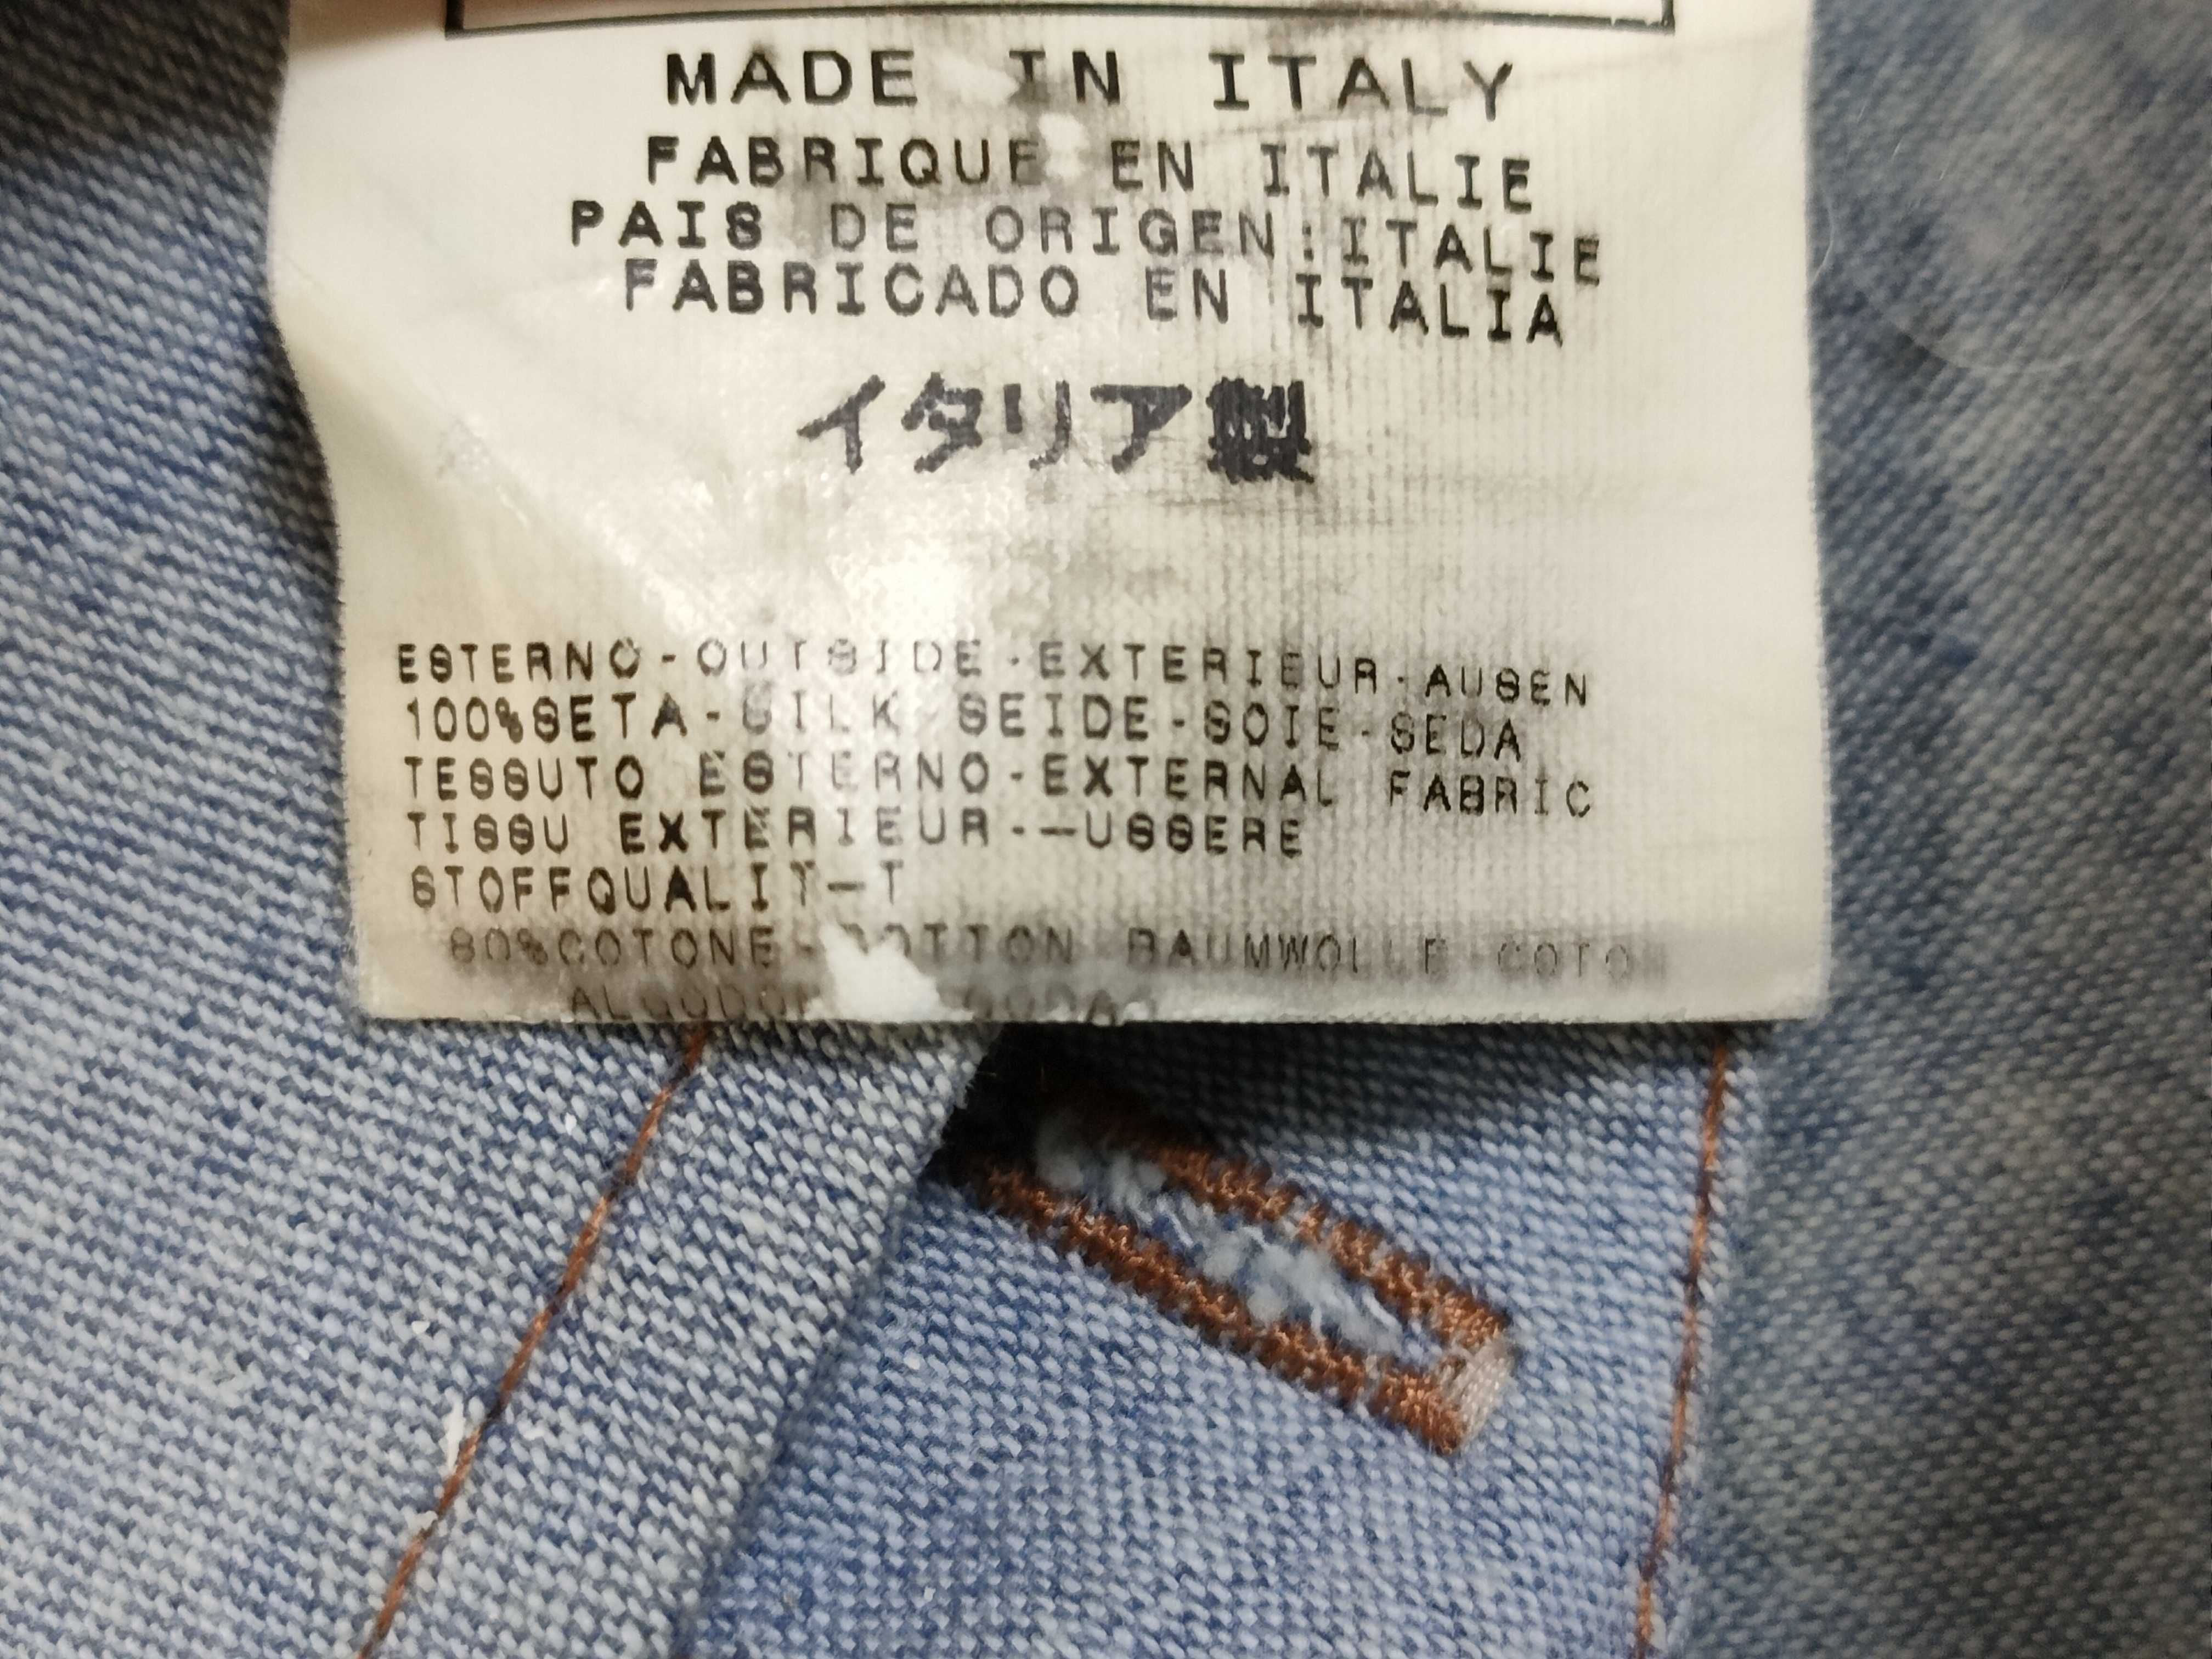 MADE IN ITALY
FABRIQUE EN ITALIE
PAIS DE ORIGEN:ITALIE
FABRICADO EN ITALIA
イタリア製
ESTERNO-OUTSIDE-EXTERIEUR-AUSEN
100%SETA-SILK-SEIDE-SOIE-SEDA
TESSUTO ESTERNO-EXTERNAL FABRIC
TISSU EXTERIEUR-—USSERE
STOFFQUALIT—T
80%COTONE-COTTON BAUMWOLLE COTON
ALGODON